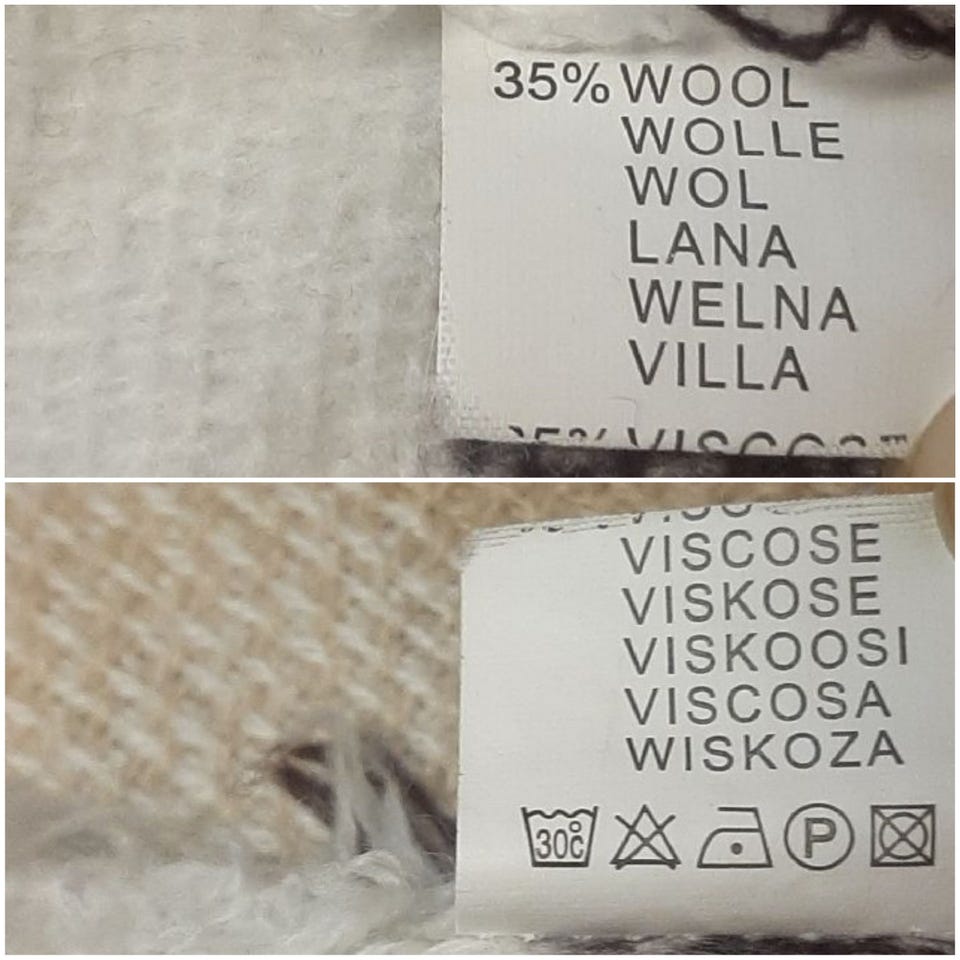 35% WOOL
WOLLE
WOL
LANA
WELNA
VILLA
VISCOSE
VISKOSE
VISKOOSI
VISCOSA
WISKOZA
30°C
P